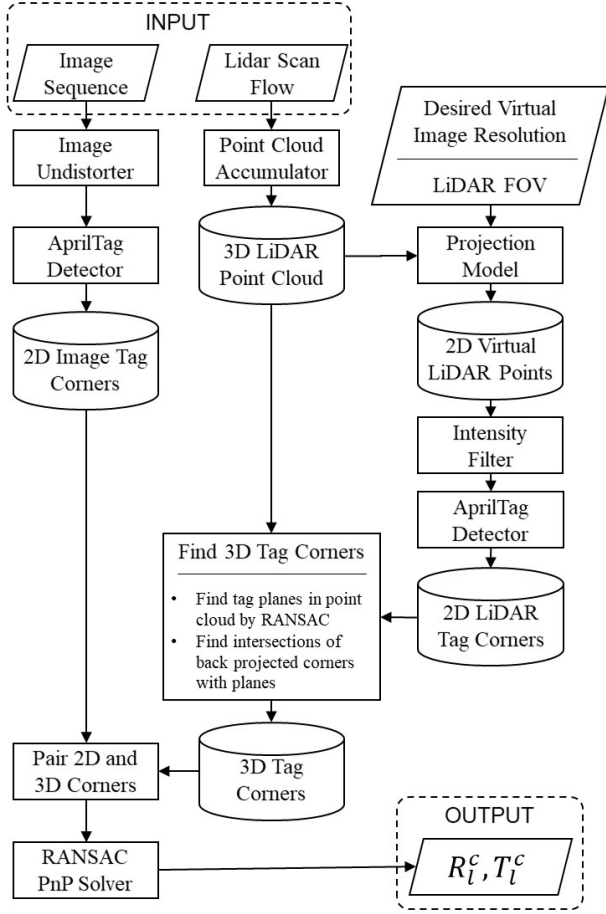 INPUT
Image
Sequence
Lidar Scan
Flow
Desired Virtual
Image Resolution
LiDAR FOV
Image
Undistorter
Point Cloud
Accumulator
AprilTag
Detector
3D LiDAR
Point Cloud
Projection
Model
2D Image Tag
Corners
2D Virtual
LiDAR Points
Intensity
Filter
AprilTag
Detector
Find 3D Tag Corners
• Find tag planes in point
cloud by RANSAC
• Find intersections of
back projected corners
with planes
2D LiDAR
Tag Corners
Pair 2D and
3D Corners
3D Tag
Corners
RANSAC
PnP Solver
OUTPUT
$R_l^c, T_l^c$